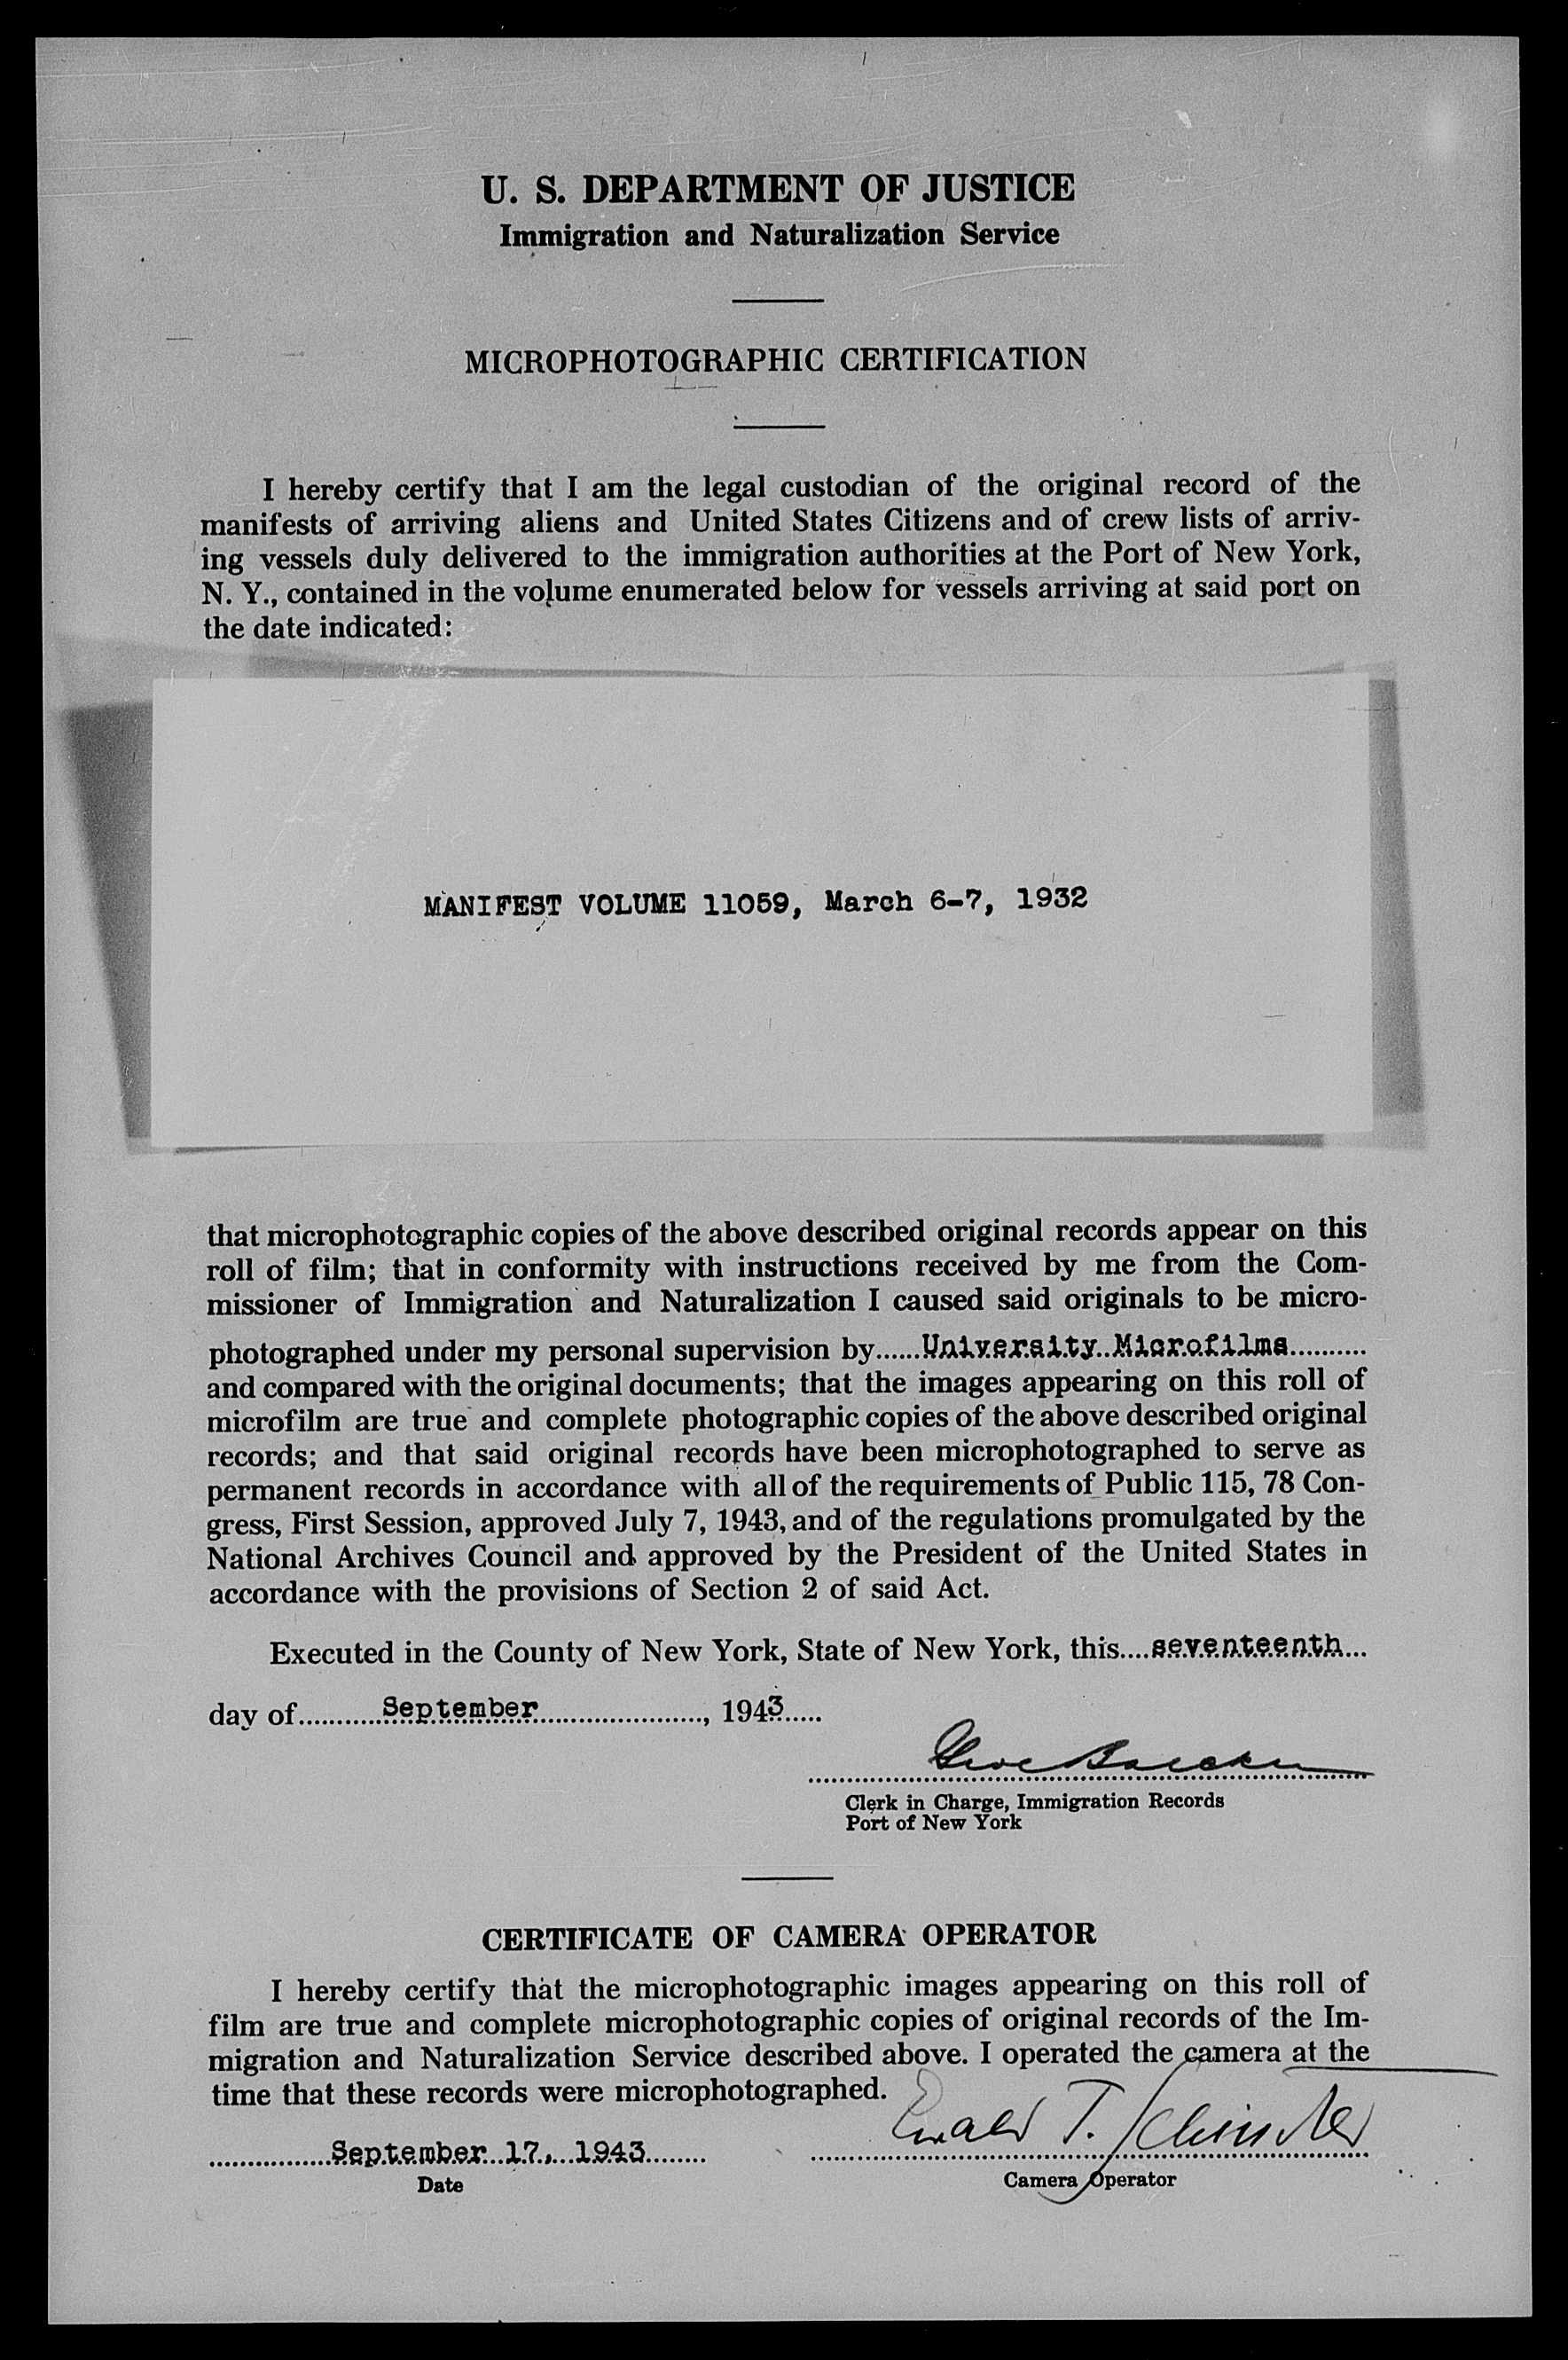 U. S. DEPARTMENT OF JUSTICE
Immigration and Naturalization Service
MICROPHOTOGRAPHIC CERTIFICATION
I hereby certify that I am the legal custodian of the original record of the
manifests of arriving aliens and United States Citizens and of crew lists of arriv-
ing vessels duly delivered to the immigration authorities at the Port of New York,
N. Y., contained in the volume enumerated below for vessels arriving at said port on
the date indicated:
MANIFEST VOLUME 11059, March 6-7, 1932
that microphotographic copies of the above described original records appear on this
roll of film; that in conformity with instructions received by me from the Com-
missioner of Immigration and Naturalization I caused said originals to be micro-
photographed under my personal supervision by......University Microfilms..........
and compared with the original documents; that the images appearing on this roll of
microfilm are true and complete photographic copies of the above described original
records; and that said original records have been microphotographed to serve as
permanent records in accordance with all of the requirements of Public 115, 78 Con-
gress, First Session, approved July 7, 1943, and of the regulations promulgated by the
National Archives Council and approved by the President of the United States in
accordance with the provisions of Section 2 of said Act.
Executed in the County of New York, State of New York, this....seventeenth...
day of...........September......................, 1943.....
Clerk in Charge, Immigration Records
Port of New York
CERTIFICATE OF CAMERA OPERATOR
I hereby certify that the microphotographic images appearing on this roll of
film are true and complete microphotographic copies of original records of the Im-
migration and Naturalization Service described above. I operated the camera at the
time that these records were microphotographed.
Ewald T.
................September 17, 1943........
Date
Camera Operator